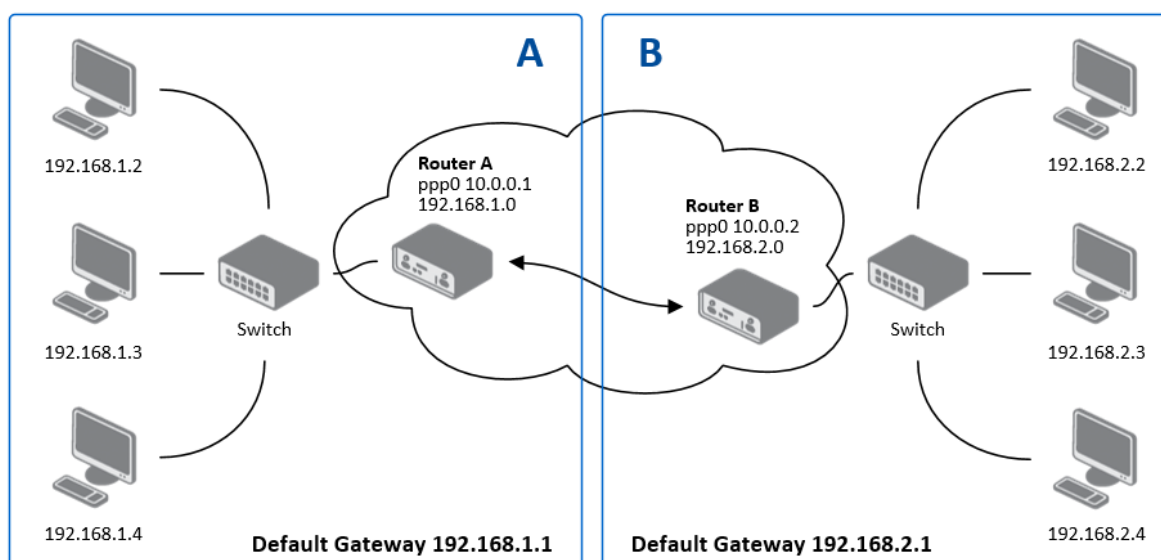 A
B
192.168.1.2
Router A
ppp0 10.0.0.1
192.168.1.0
192.168.2.2
Router B
ppp0 10.0.0.2
192.168.2.0
Switch
Switch
192.168.1.3
192.168.2.3
192.168.1.4
Default Gateway 192.168.1.1
Default Gateway 192.168.2.1
192.168.2.4